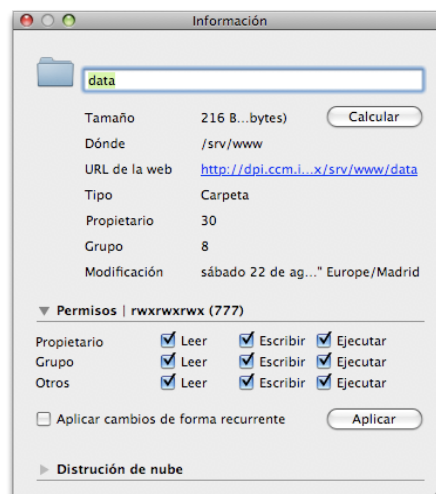 Información
data
Tamaño 216 B...bytes) Calcular
Dónde /srv/www
URL de la web http://dpi.ccm.i...x/srv/www/data
Tipo Carpeta
Propietario 30
Grupo 8
Modificación sábado 22 de ag..." Europe/Madrid
Permisos | rwxrwxrwx (777)
Propietario Leer Escribir Ejecutar
Grupo Leer Escribir Ejecutar
Otros Leer Escribir Ejecutar
Aplicar cambios de forma recurrente Aplicar
Distrución de nube